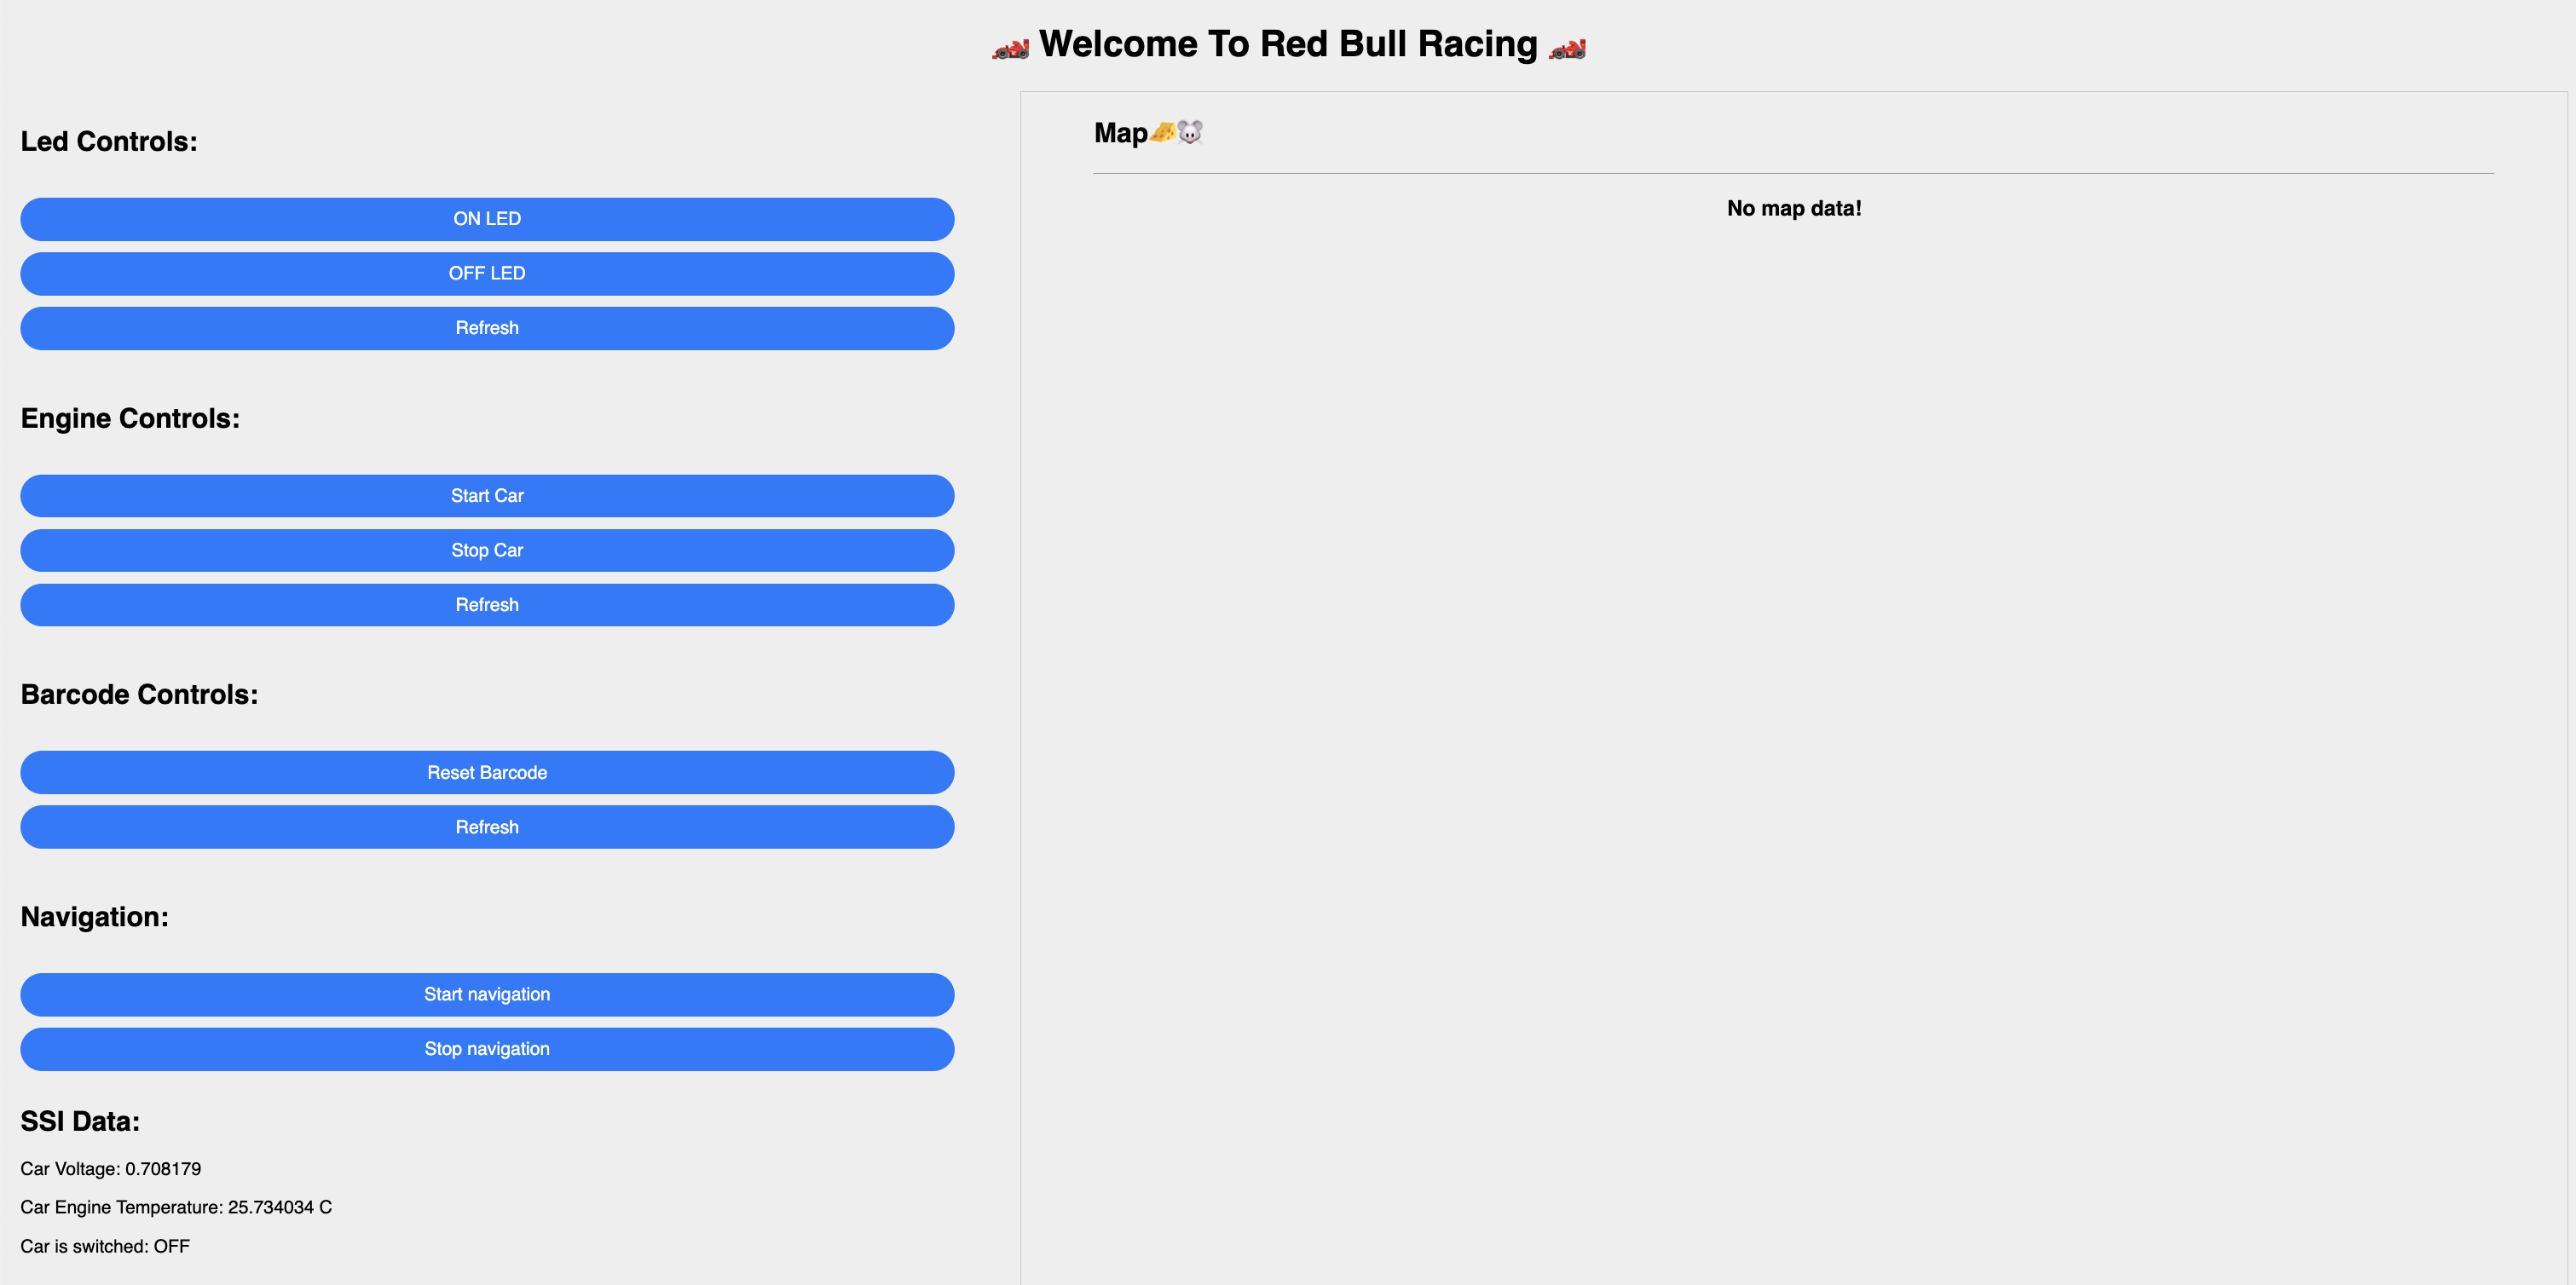 🏎️ Welcome To Red Bull Racing 🏎️
Led Controls:
ON LED
OFF LED
Refresh
Engine Controls:
Start Car
Stop Car
Refresh
Barcode Controls:
Reset Barcode
Refresh
Navigation:
Start navigation
Stop navigation
SSI Data:
Car Voltage: 0.708179
Car Engine Temperature: 25.734034 C
Car is switched: OFF
Map🧀🐭
No map data!